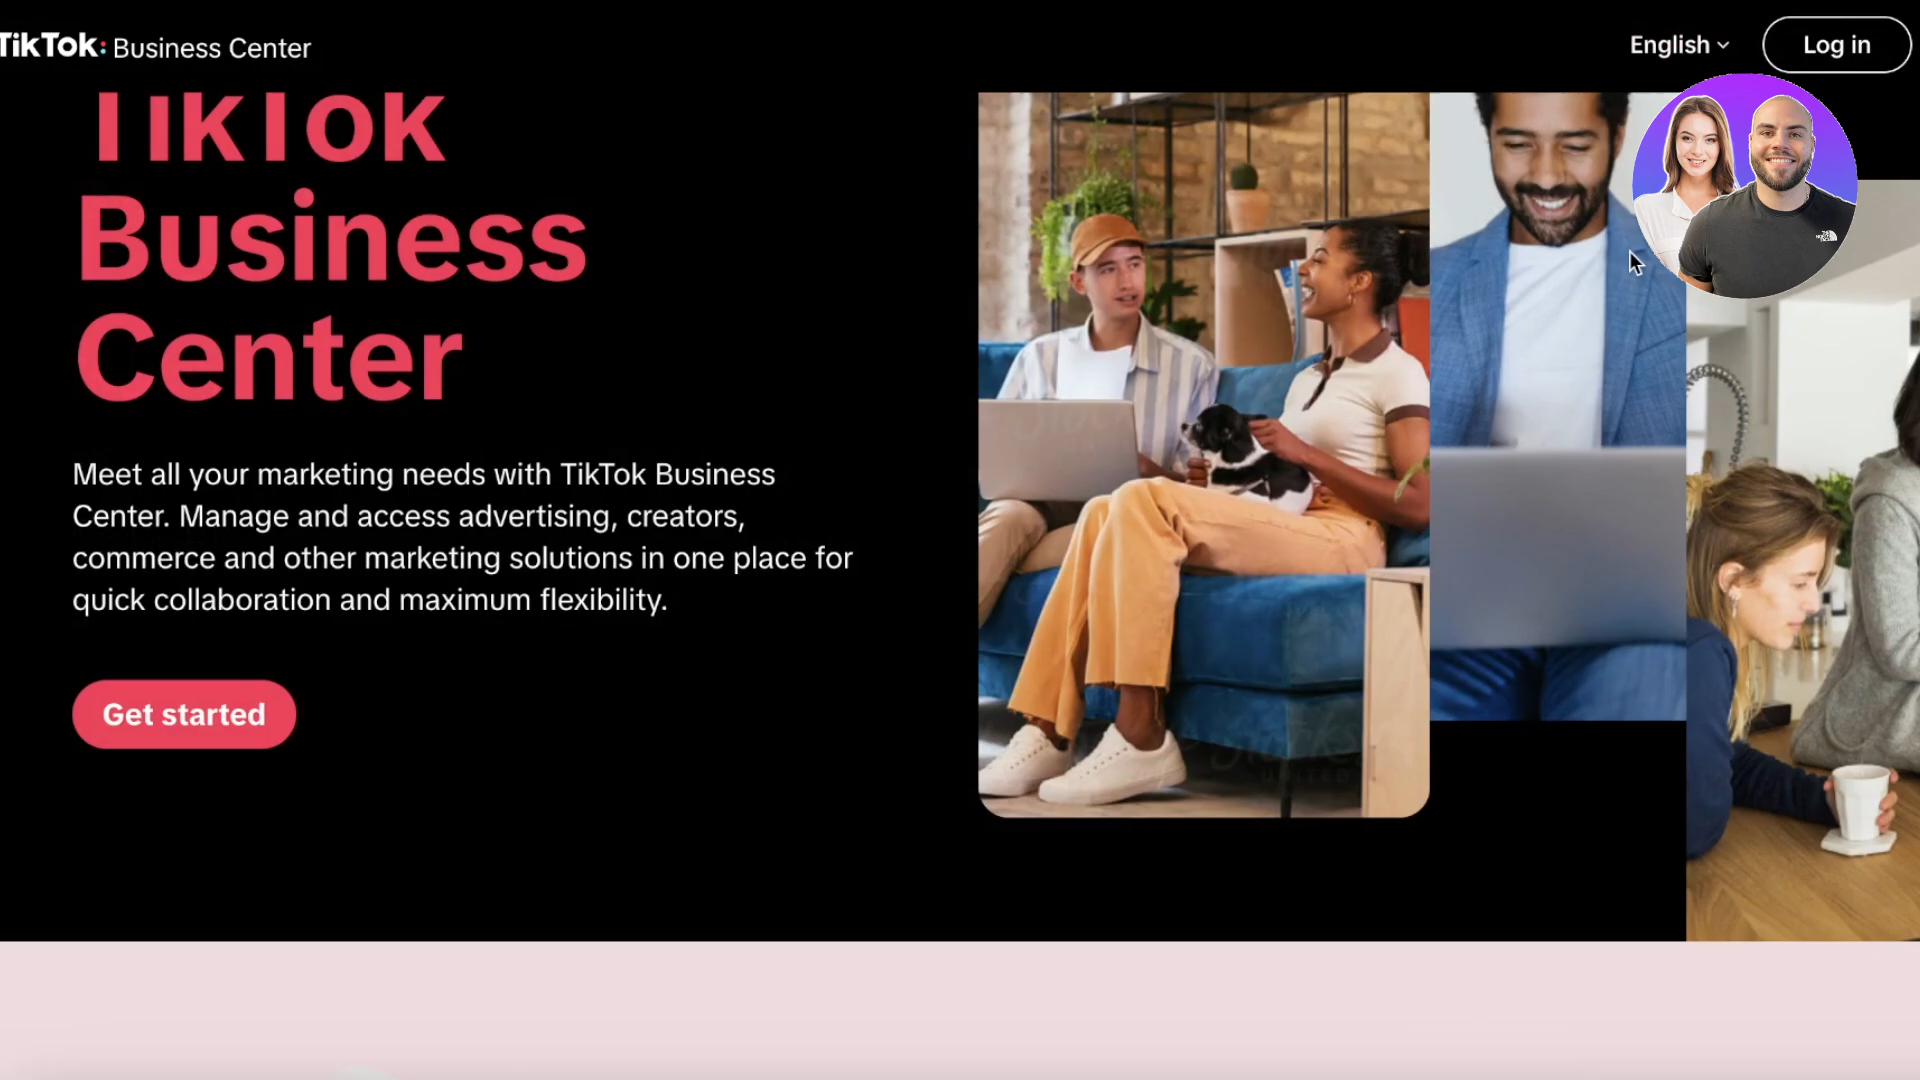 TikTok: Business Center
English
Log in
TikTok
Business
Center
Meet all your marketing needs with TikTok Business
Center. Manage and access advertising, creators,
commerce and other marketing solutions in one place for
quick collaboration and maximum flexibility.
Get started